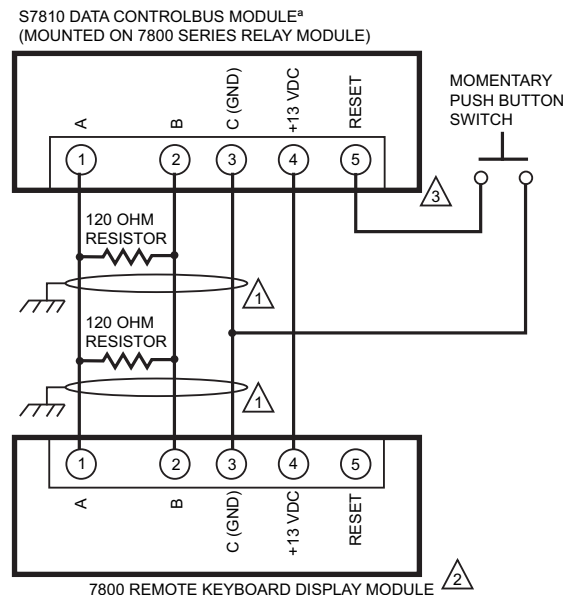 S7810 DATA CONTROLBUS MODULEª
(MOUNTED ON 7800 SERIES RELAY MODULE)
MOMENTARY
PUSH BUTTON
SWITCH
A
B
C (GND)
+13 VDC
RESET
1
2
3
4
5
3
120 OHM
RESISTOR
1
120 OHM
RESISTOR
1
1
2
3
4
5
A
B
C (GND)
+13 VDC
RESET
7800 REMOTE KEYBOARD DISPLAY MODULE
2